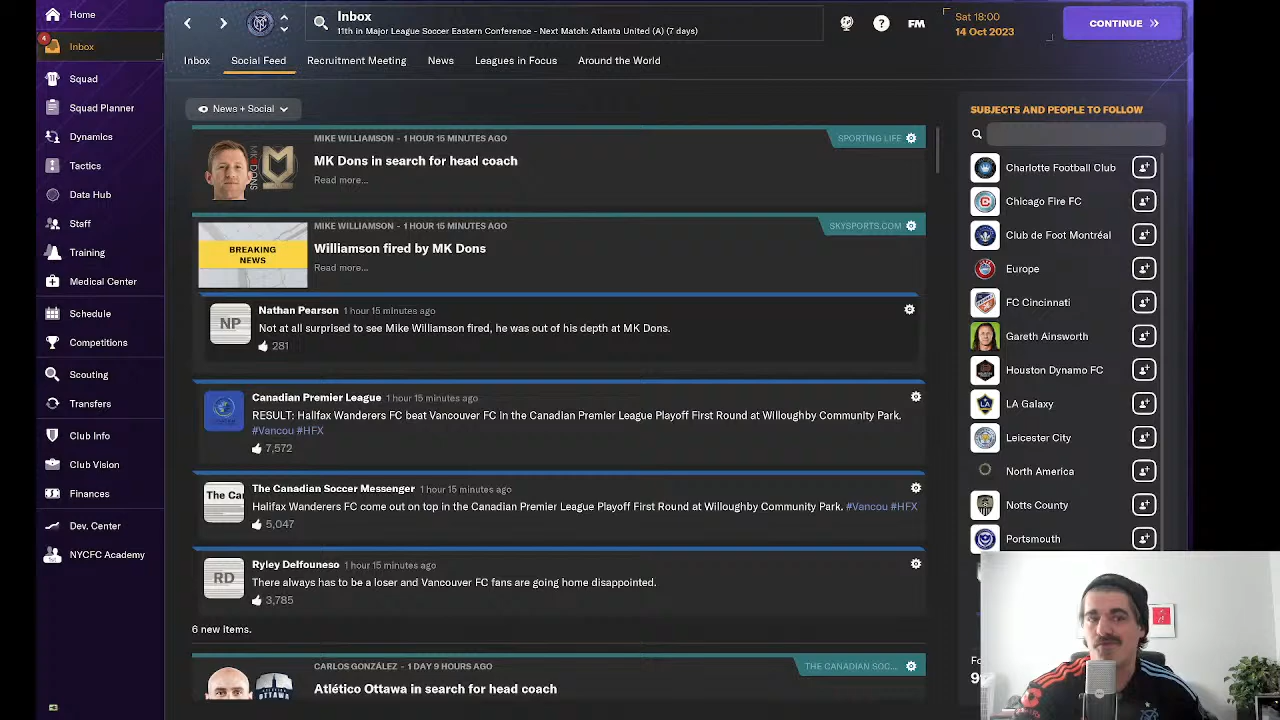 Home
4
Inbox
Squad
Squad Planner
Dynamics
Tactics
Data Hub
Staff
Training
Medical Center
Schedule
Competitions
Scouting
Transfers
Club Info
Club Vision
Finances
Dev. Center
NYCFC Academy
Inbox
11th in Major League Soccer Eastern Conference - Next Match: Atlanta United (A) (7 days)
?
FM
Sat 18:00
14 Oct 2023
CONTINUE
Inbox
Social Feed
Recruitment Meeting
News
Leagues in Focus
Around the World
News + Social
MIKE WILLIAMSON - 1 HOUR 15 MINUTES AGO
SPORTING LIFE
MK Dons in search for head coach
Read more...
MIKE WILLIAMSON - 1 HOUR 15 MINUTES AGO
SKYSPORTS.COM
BREAKING
NEWS
Williamson fired by MK Dons
Read more...
NP
Nathan Pearson 1 hour 15 minutes ago
Not at all surprised to see Mike Williamson fired, he was out of his depth at MK Dons.
281
Canadian Premier League 1 hour 15 minutes ago
RESULT: Halifax Wanderers FC beat Vancouver FC in the Canadian Premier League Playoff First Round at Willoughby Community Park.
#Vancou #HFX
7,572
The Car
The Canadian Soccer Messenger 1 hour 15 minutes ago
Halifax Wanderers FC came out on top in the Canadian Premier League Playoff First Round at Willoughby Community Park. #Vancou #HFX
5,047
RD
Ryley Delfouneso 1 hour 15 minutes ago
There always has to be a loser and Vancouver FC fans are going home disappointed.
3,785
6 new items.
CARLOS GONZÁLEZ - 1 DAY 9 HOURS AGO
THE CANADIAN SOC...
Atlético Ottawa in search for head coach
SUBJECTS AND PEOPLE TO FOLLOW
Charlotte Football Club
Chicago Fire FC
Club de Foot Montréal
Europe
FC Cincinnati
Gareth Ainsworth
Houston Dynamo FC
LA Galaxy
Leicester City
North America
Notts County
Portsmouth